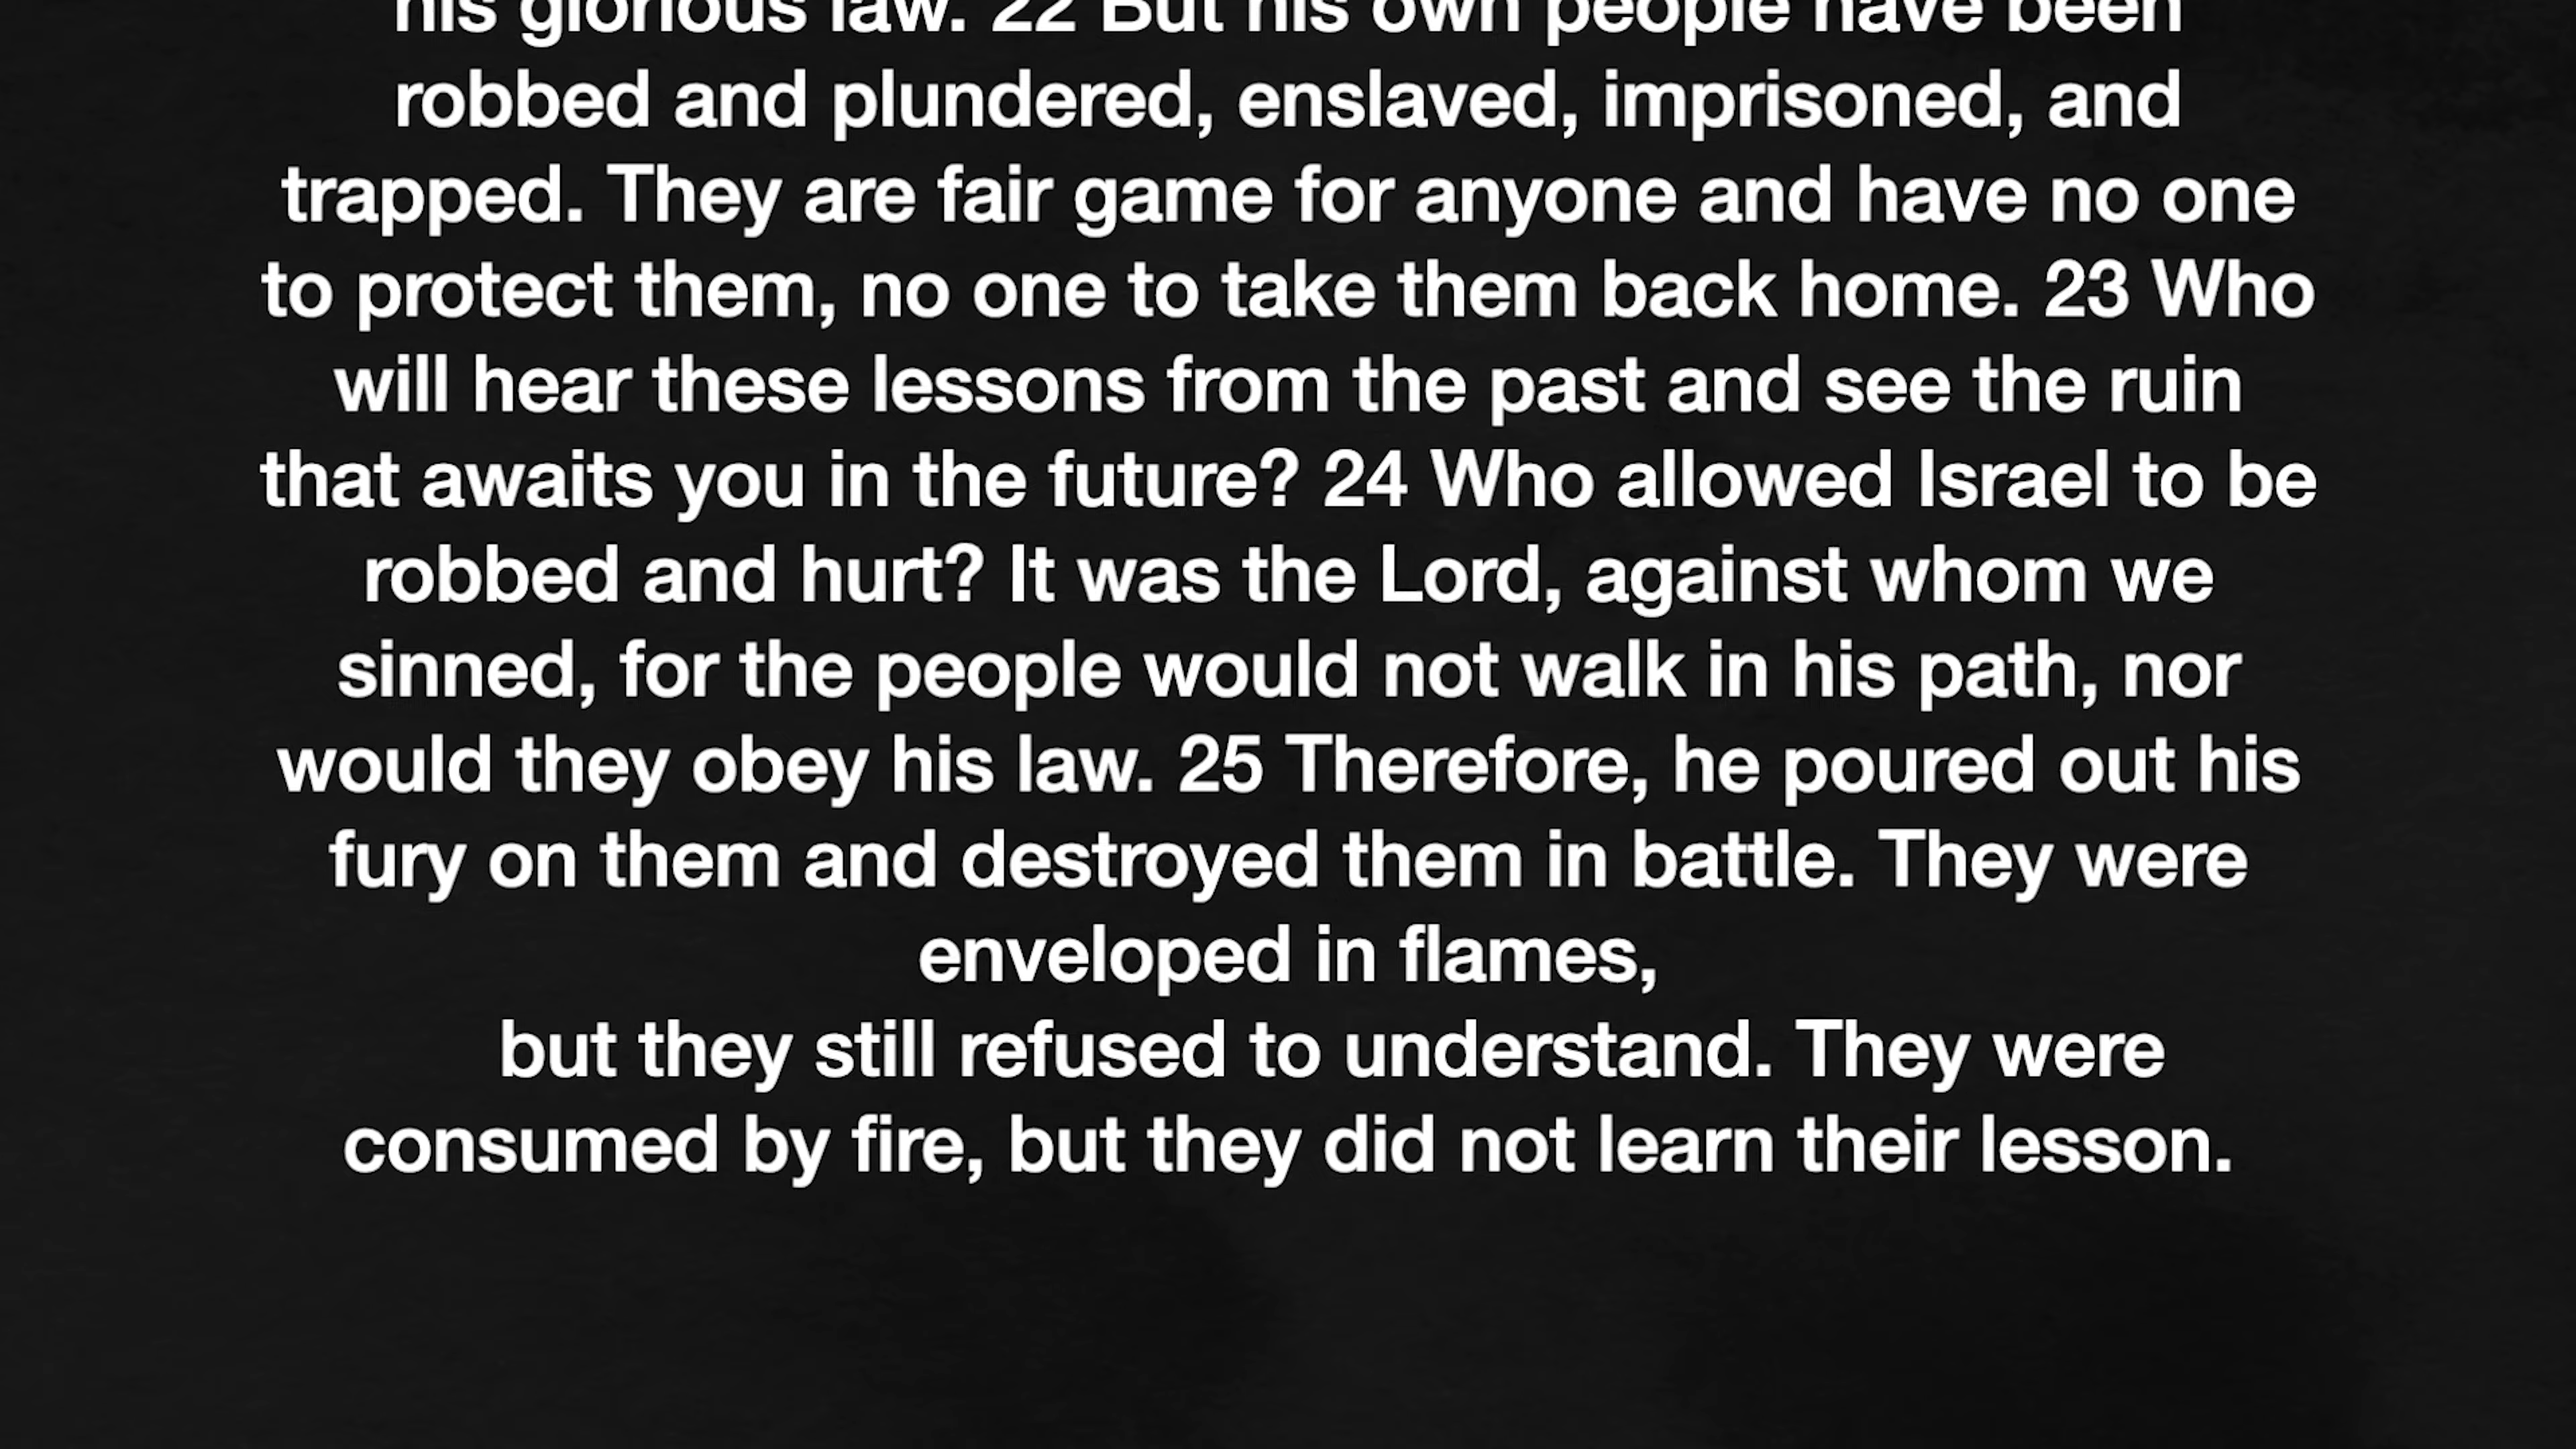 his glorious law. 22 But his own people have been
robbed and plundered, enslaved, imprisoned, and
trapped. They are fair game for anyone and have no one
to protect them, no one to take them back home. 23 Who
will hear these lessons from the past and see the ruin
that awaits you in the future? 24 Who allowed Israel to be
robbed and hurt? It was the Lord, against whom we
sinned, for the people would not walk in his path, nor
would they obey his law. 25 Therefore, he poured out his
fury on them and destroyed them in battle. They were
enveloped in flames,
but they still refused to understand. They were
consumed by fire, but they did not learn their lesson.